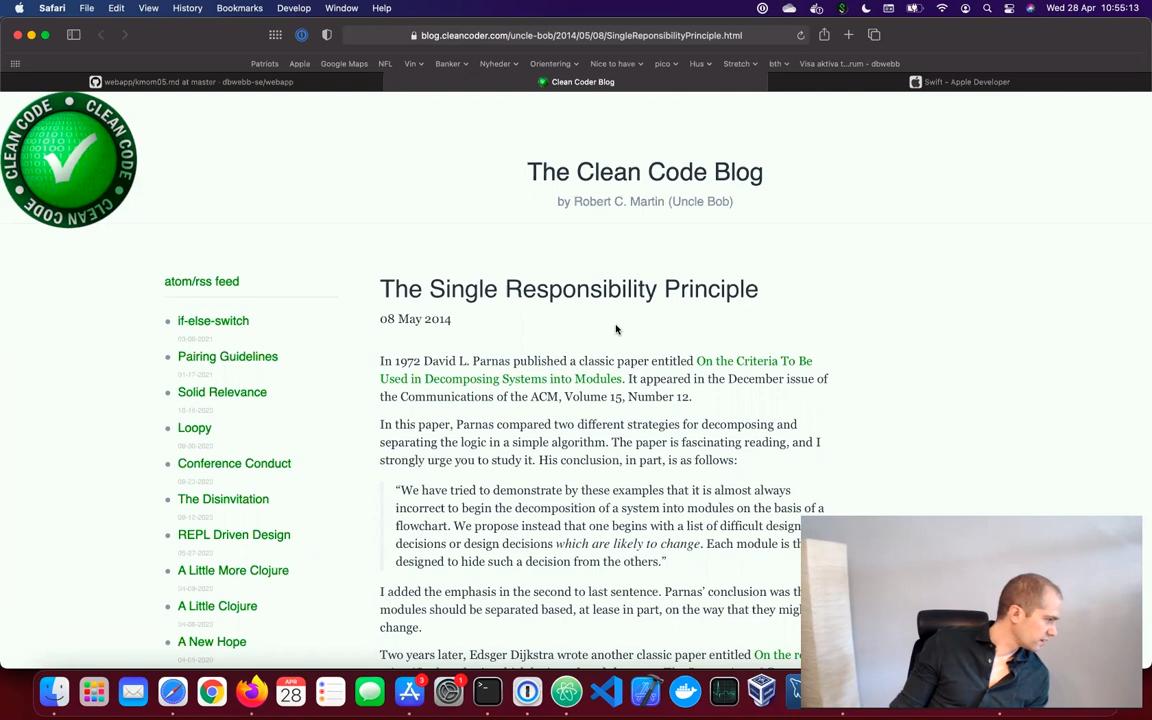 Safari File Edit View History Bookmarks Develop Window Help
Wed 28 Apr 10:55:13
blog.cleancoder.com/uncle-bob/2014/05/08/SingleReponsibilityPrinciple.html
Patriots Apple Google Maps NFL Vin Banker Nyheder Orientering Nice to have pico Hus Stretch bth Visa aktiva t...rum - dbwebb
webapp/kmom05.md at master · dbwebb-se/webapp
Clean Coder Blog
Swift - Apple Developer
CLEAN CODE CLEAN CODE
The Clean Code Blog
by Robert C. Martin (Uncle Bob)
atom/rss feed
if-else-switch
03-06-2021
Pairing Guidelines
01-17-2021
Solid Relevance
10-18-2020
Loopy
09-30-2020
Conference Conduct
09-23-2020
The Disinvitation
09-12-2020
REPL Driven Design
05-27-2020
A Little More Clojure
04-09-2020
A Little Clojure
04-06-2020
A New Hope
04-05-2020
The Single Responsibility Principle
08 May 2014
In 1972 David L. Parnas published a classic paper entitled On the Criteria To Be
Used in Decomposing Systems into Modules. It appeared in the December issue of
the Communications of the ACM, Volume 15, Number 12.
In this paper, Parnas compared two different strategies for decomposing and
separating the logic in a simple algorithm. The paper is fascinating reading, and I
strongly urge you to study it. His conclusion, in part, is as follows:
“We have tried to demonstrate by these examples that it is almost always
incorrect to begin the decomposition of a system into modules on the basis of a
flowchart. We propose instead that one begins with a list of difficult design
decisions or design decisions which are likely to change. Each module is th
designed to hide such a decision from the others.”
I added the emphasis in the second to last sentence. Parnas’ conclusion was th
modules should be separated based, at lease in part, on the way that they mig
change.
Two years later, Edsger Dijkstra wrote another classic paper entitled On the r
APR
28
3
1